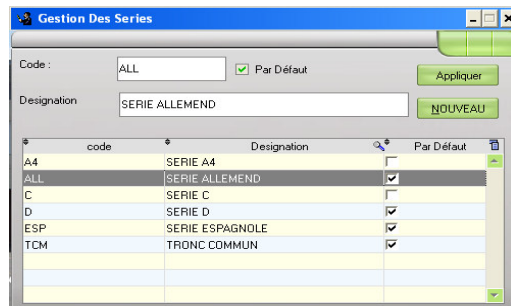 Gestion Des Series
Code : ALL Par Défaut Appliquer
Designation SERIE ALLEMEND NOUVEAU
code Designation Par Défaut
A4 SERIE A4
ALL SERIE ALLEMEND
C SERIE C
D SERIE D
ESP SERIE ESPAGNOLE
TCM TRONC COMMUN